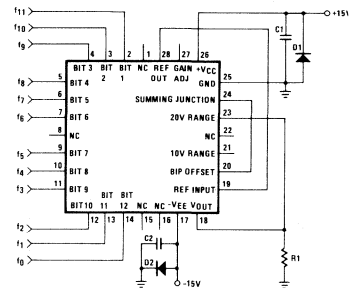 f11
f10
f9
4 3 2 1 28 27 26
BIT 3 BIT 2 BIT 1 NC REF OUT GAIN ADJ +VCC
+15V
C1
D1
f8 5 BIT 4
f7 6 BIT 5
f6 7 BIT 6
8 NC
f5 9 BIT 7
f4 10 BIT 8
f3 11 BIT 9
GND 25
SUMMING JUNCTION 24
20V RANGE 23
NC 22
10V RANGE 21
BIP OFFSET 20
REF INPUT 19
BIT10 BIT 11 BIT 12 NC NC -VEE VOUT
12 13 14 15 16 17 18
f2
f1
f0
C2
D2
-15V
R1